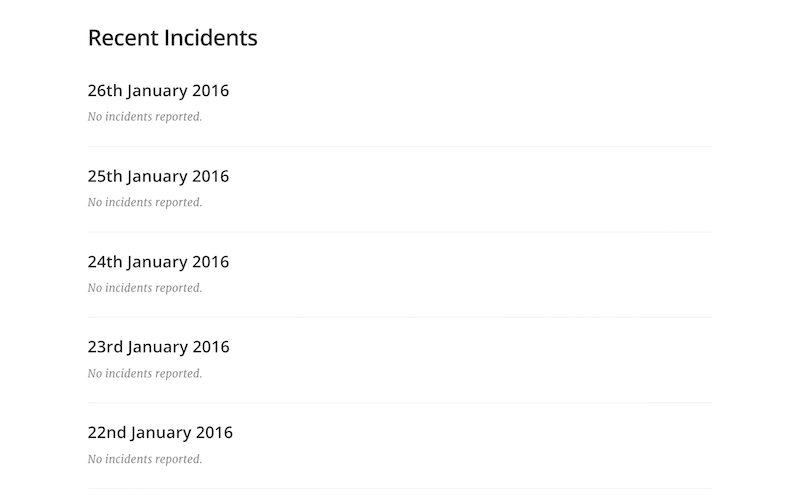 Recent Incidents
26th January 2016
No incidents reported.
25th January 2016
No incidents reported.
24th January 2016
No incidents reported.
23rd January 2016
No incidents reported.
22nd January 2016
No incidents reported.